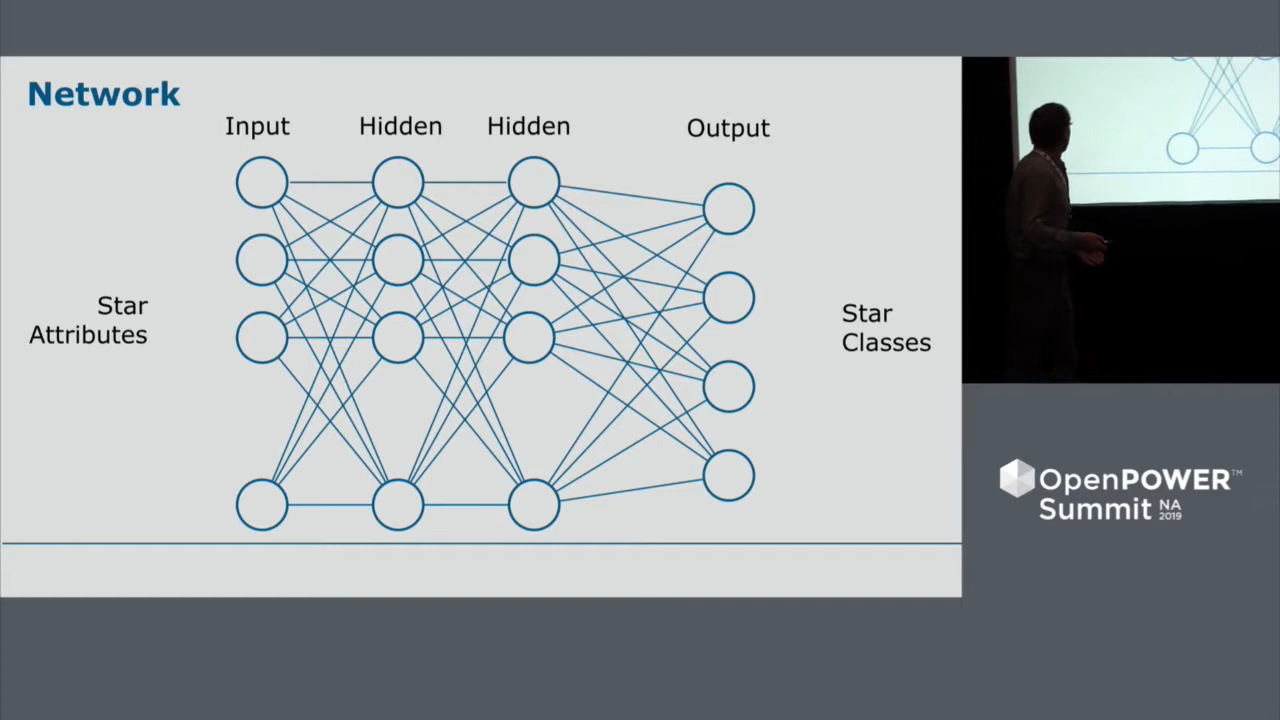 Network
Input
Hidden
Hidden
Output
Star
Attributes
Star
Classes
OpenPOWER™
Summit NA
2019